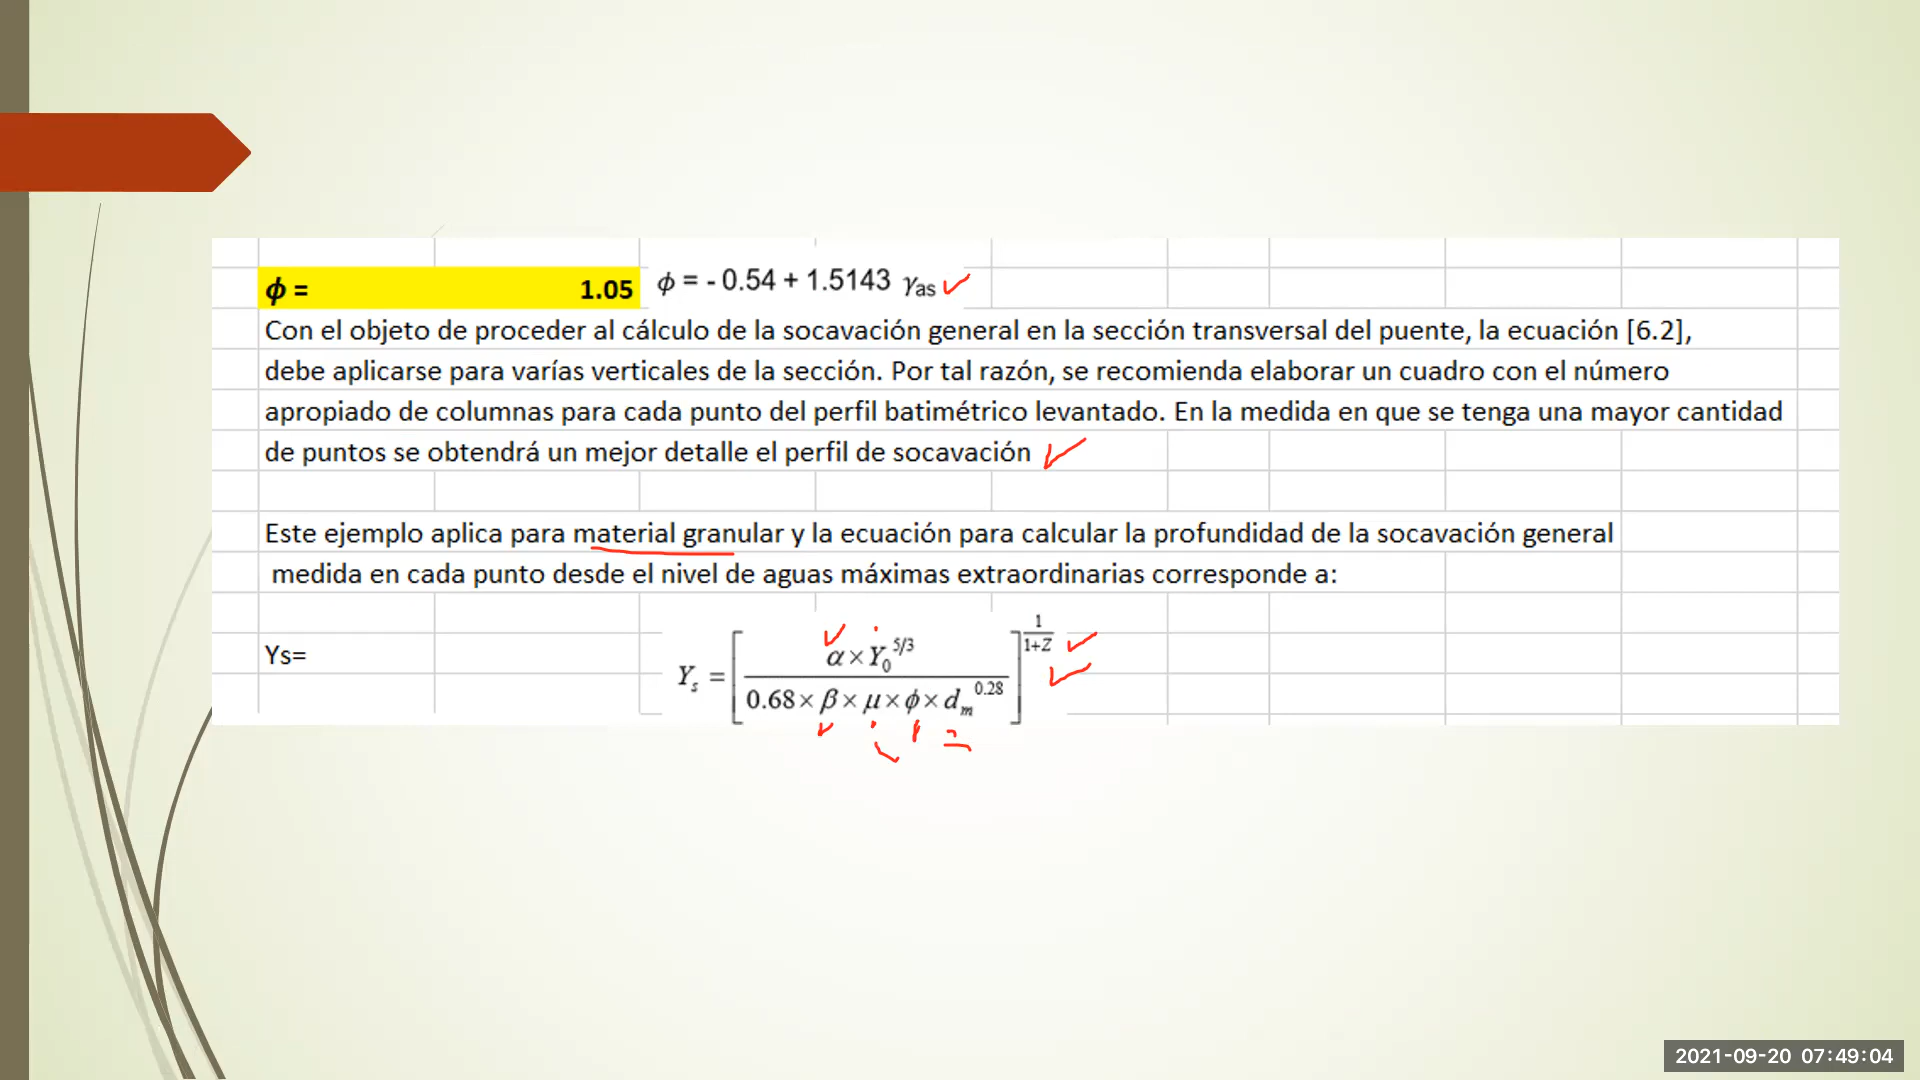 ϕ = 1.05 ϕ = - 0.54 + 1.5143 γas
Con el objeto de proceder al cálculo de la socavación general en la sección transversal del puente, la ecuación [6.2],
debe aplicarse para varías verticales de la sección. Por tal razón, se recomienda elaborar un cuadro con el número
apropiado de columnas para cada punto del perfil batimétrico levantado. En la medida en que se tenga una mayor cantidad
de puntos se obtendrá un mejor detalle el perfil de socavación
Este ejemplo aplica para material granular y la ecuación para calcular la profundidad de la socavación general
medida en cada punto desde el nivel de aguas máximas extraordinarias corresponde a:
Ys= Y_s = [ (α × Y_0^{5/3}) / (0.68 × β × μ × ϕ × d_m^{0.28}) ]^{1/(1+Z)}
2021-09-20 07:49:04